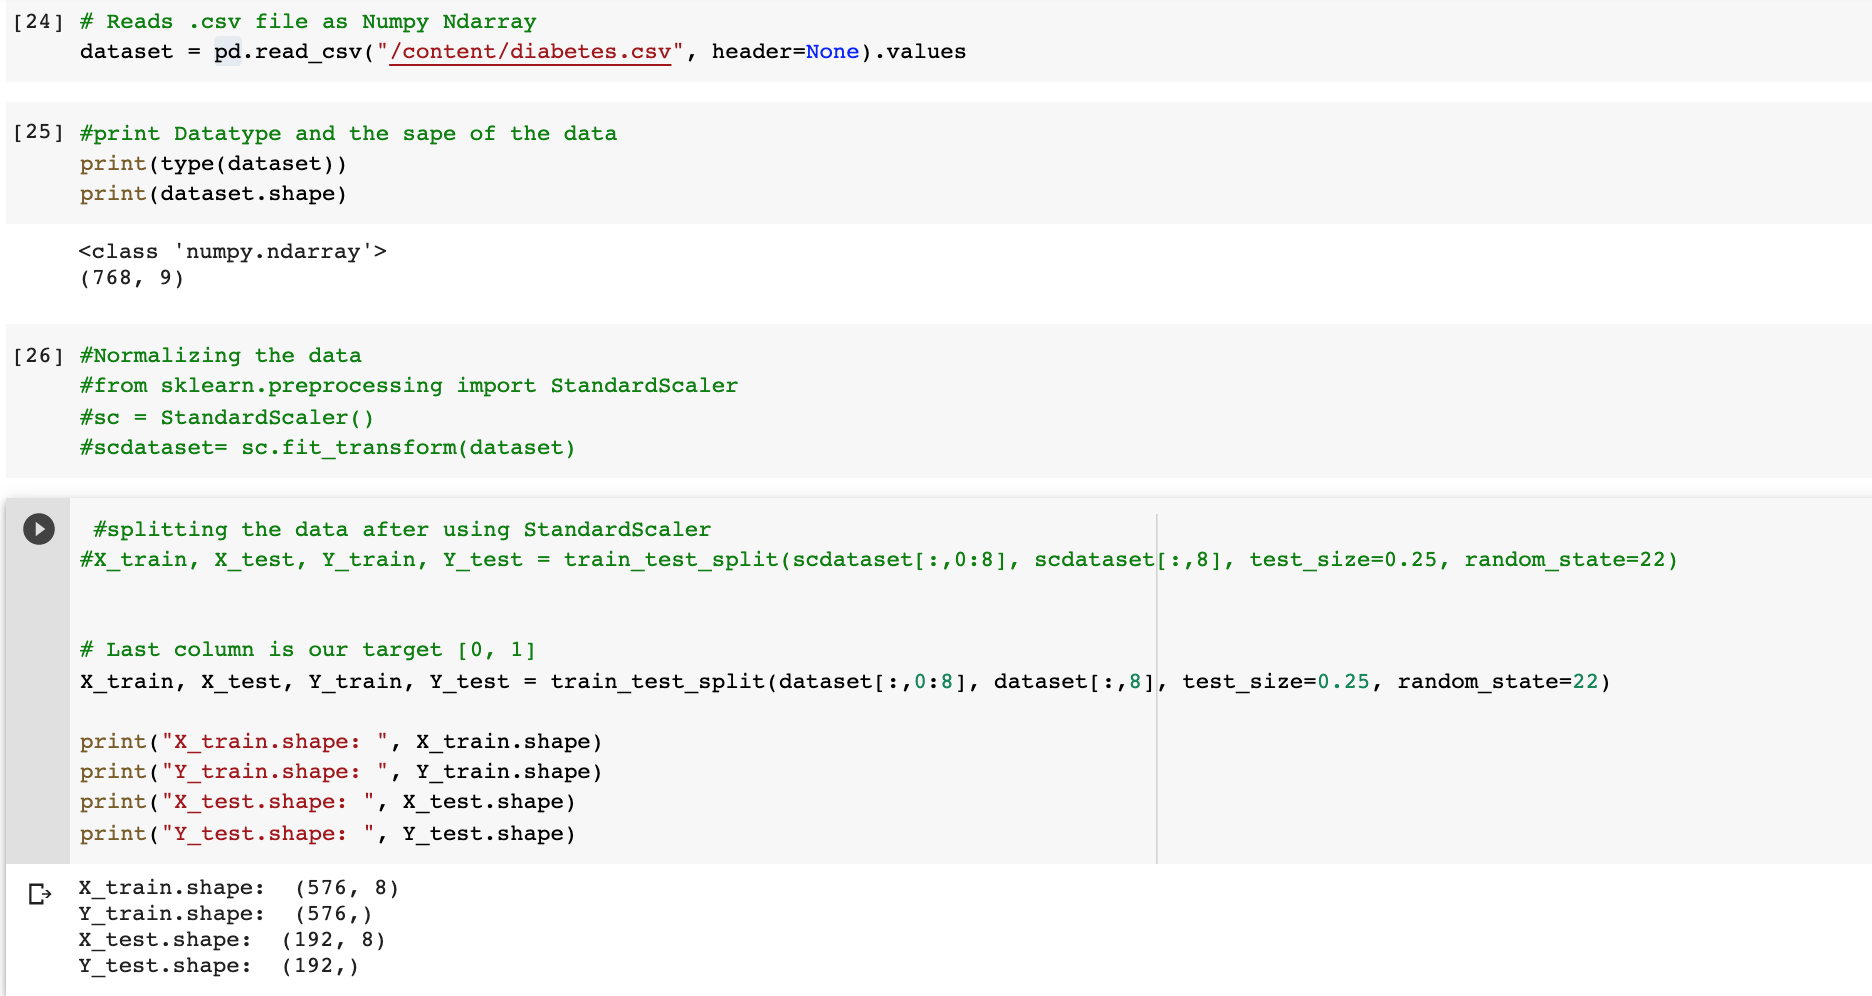 [24] # Reads .csv file as Numpy Ndarray
dataset = pd.read_csv("/content/diabetes.csv", header=None).values
[25] #print Datatype and the sape of the data
print(type(dataset))
print(dataset.shape)
<class 'numpy.ndarray'>
(768, 9)
[26] #Normalizing the data
#from sklearn.preprocessing import StandardScaler
#sc = StandardScaler()
#scdataset= sc.fit_transform(dataset)
#splitting the data after using StandardScaler
#X_train, X_test, Y_train, Y_test = train_test_split(scdataset[:,0:8], scdataset[:,8], test_size=0.25, random_state=22)
# Last column is our target [0, 1]
X_train, X_test, Y_train, Y_test = train_test_split(dataset[:,0:8], dataset[:,8], test_size=0.25, random_state=22)
print("X_train.shape: ", X_train.shape)
print("Y_train.shape: ", Y_train.shape)
print("X_test.shape: ", X_test.shape)
print("Y_test.shape: ", Y_test.shape)
X_train.shape:  (576, 8)
Y_train.shape:  (576,)
X_test.shape:  (192, 8)
Y_test.shape:  (192,)